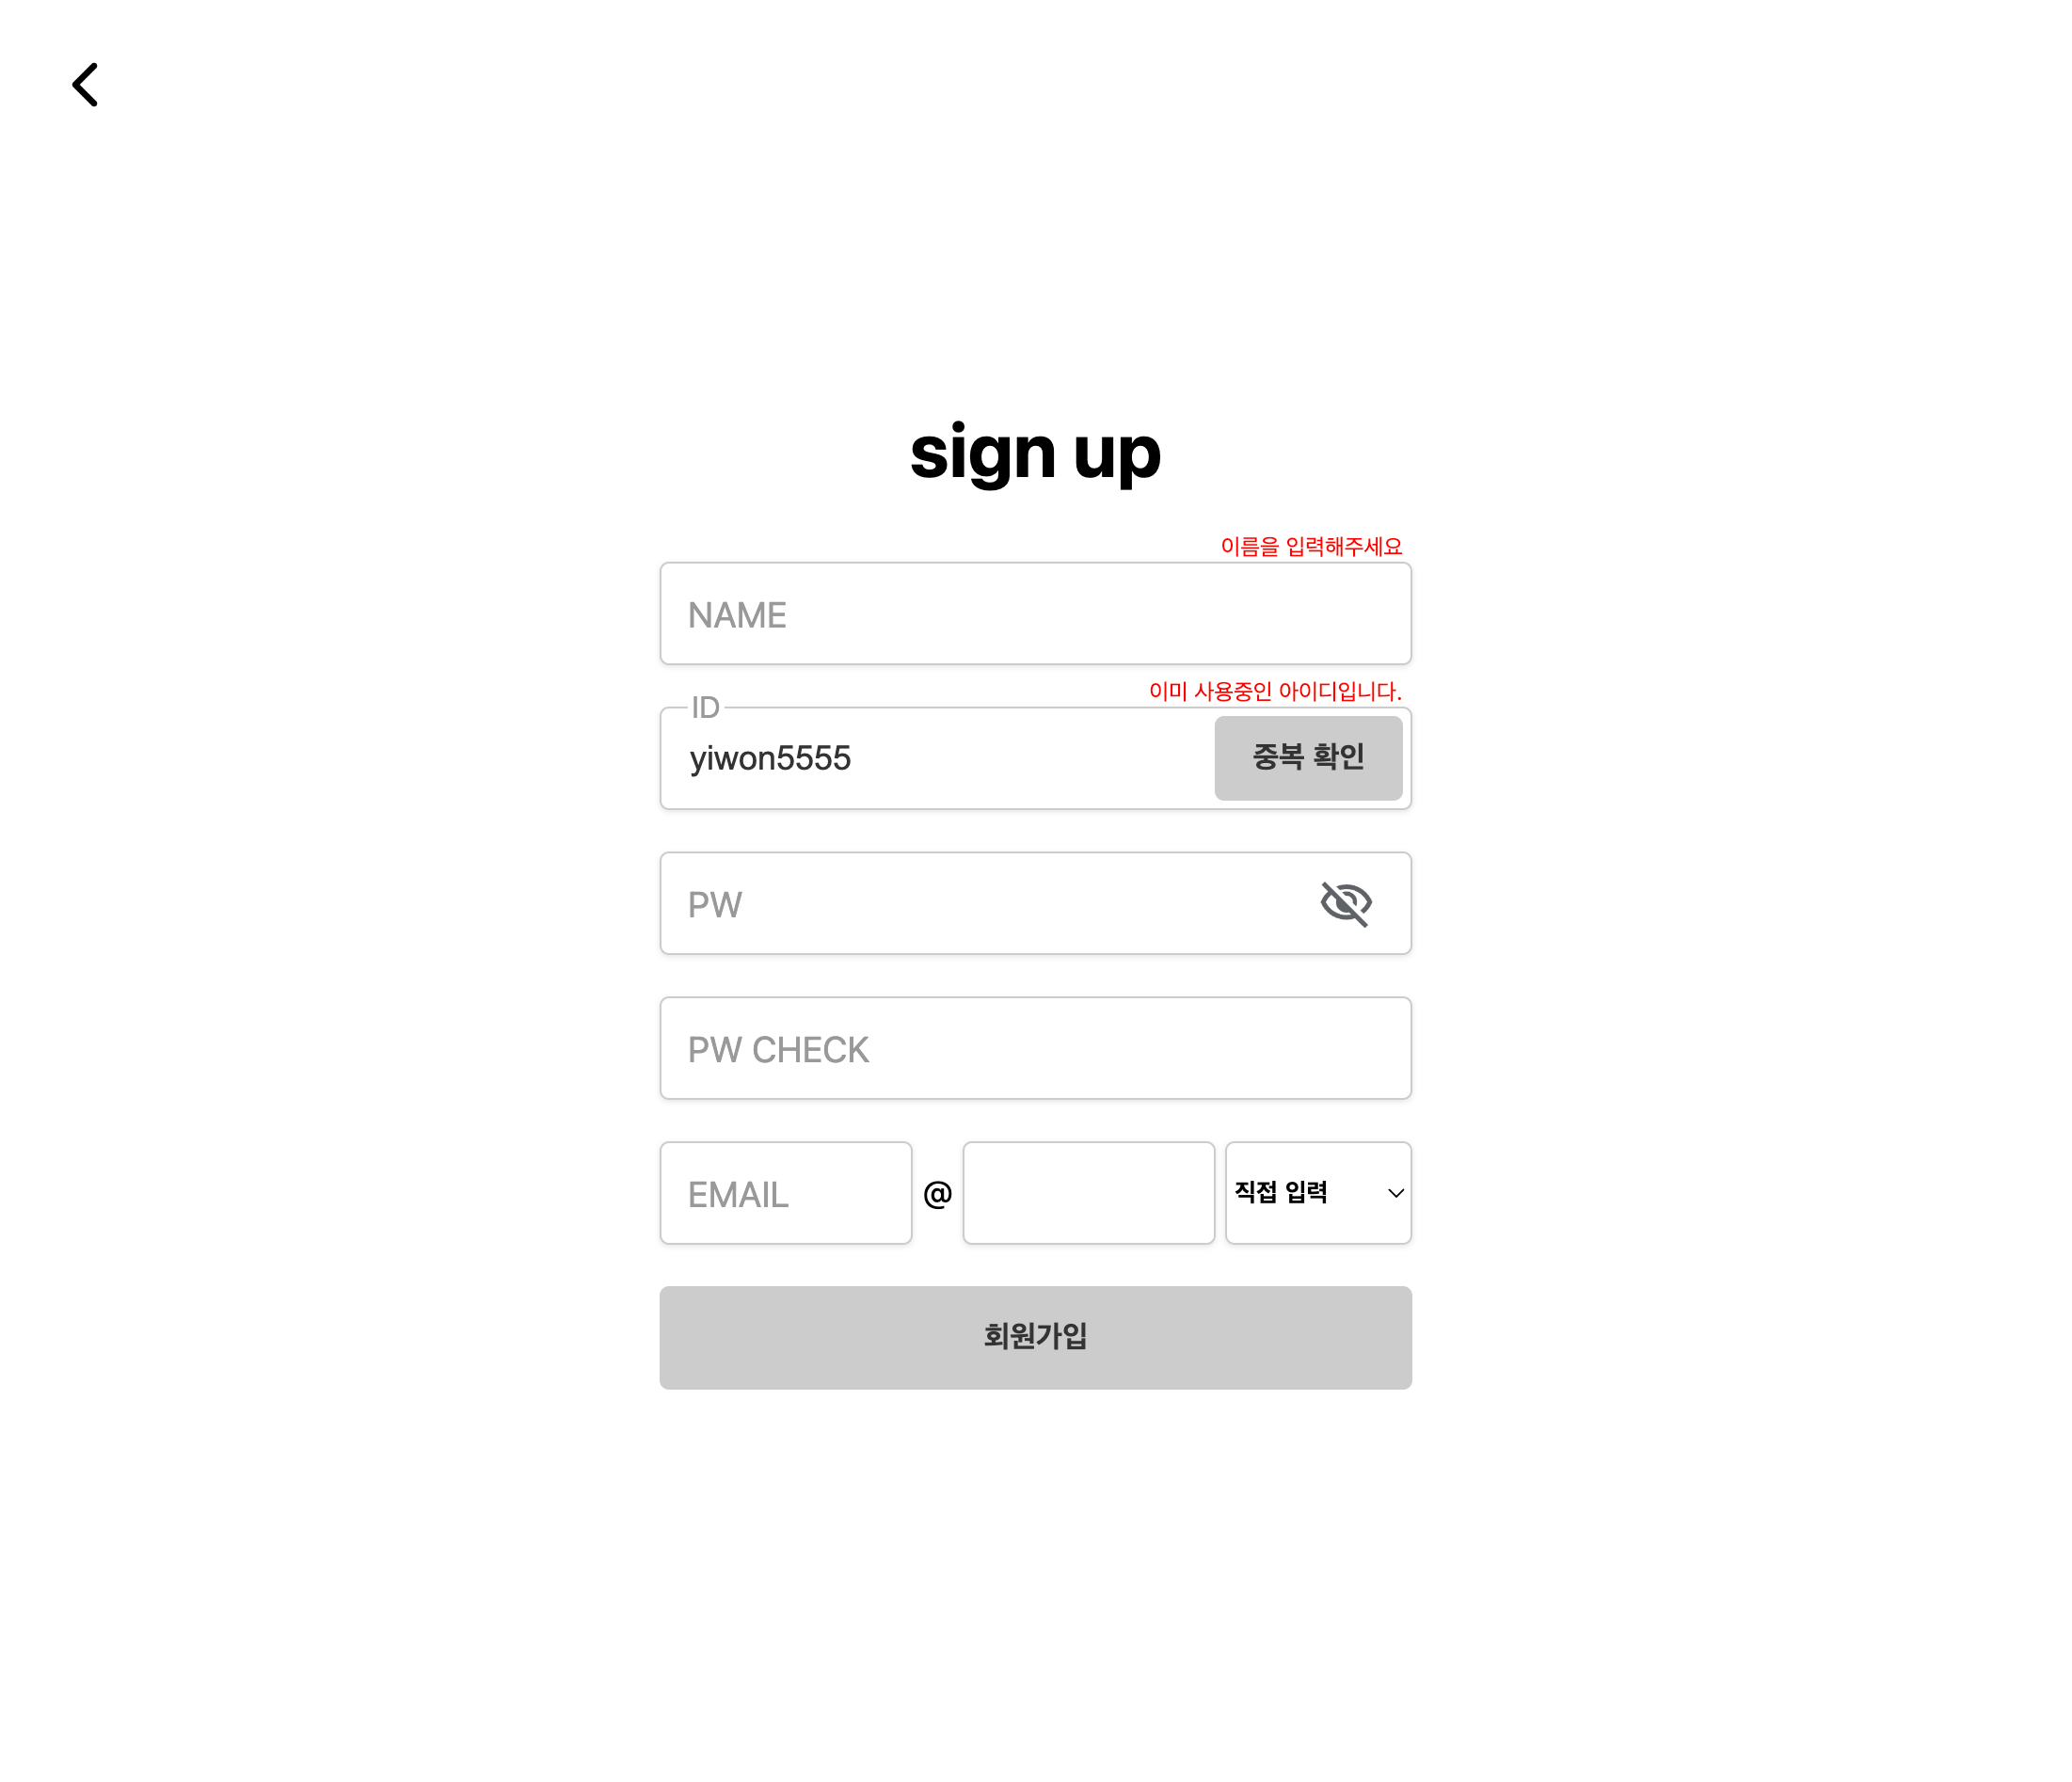 sign up
이름을 입력해주세요
NAME
이미 사용중인 아이디입니다.
ID
yiwon5555
중복 확인
PW
PW CHECK
EMAIL @ 직접 입력
회원가입